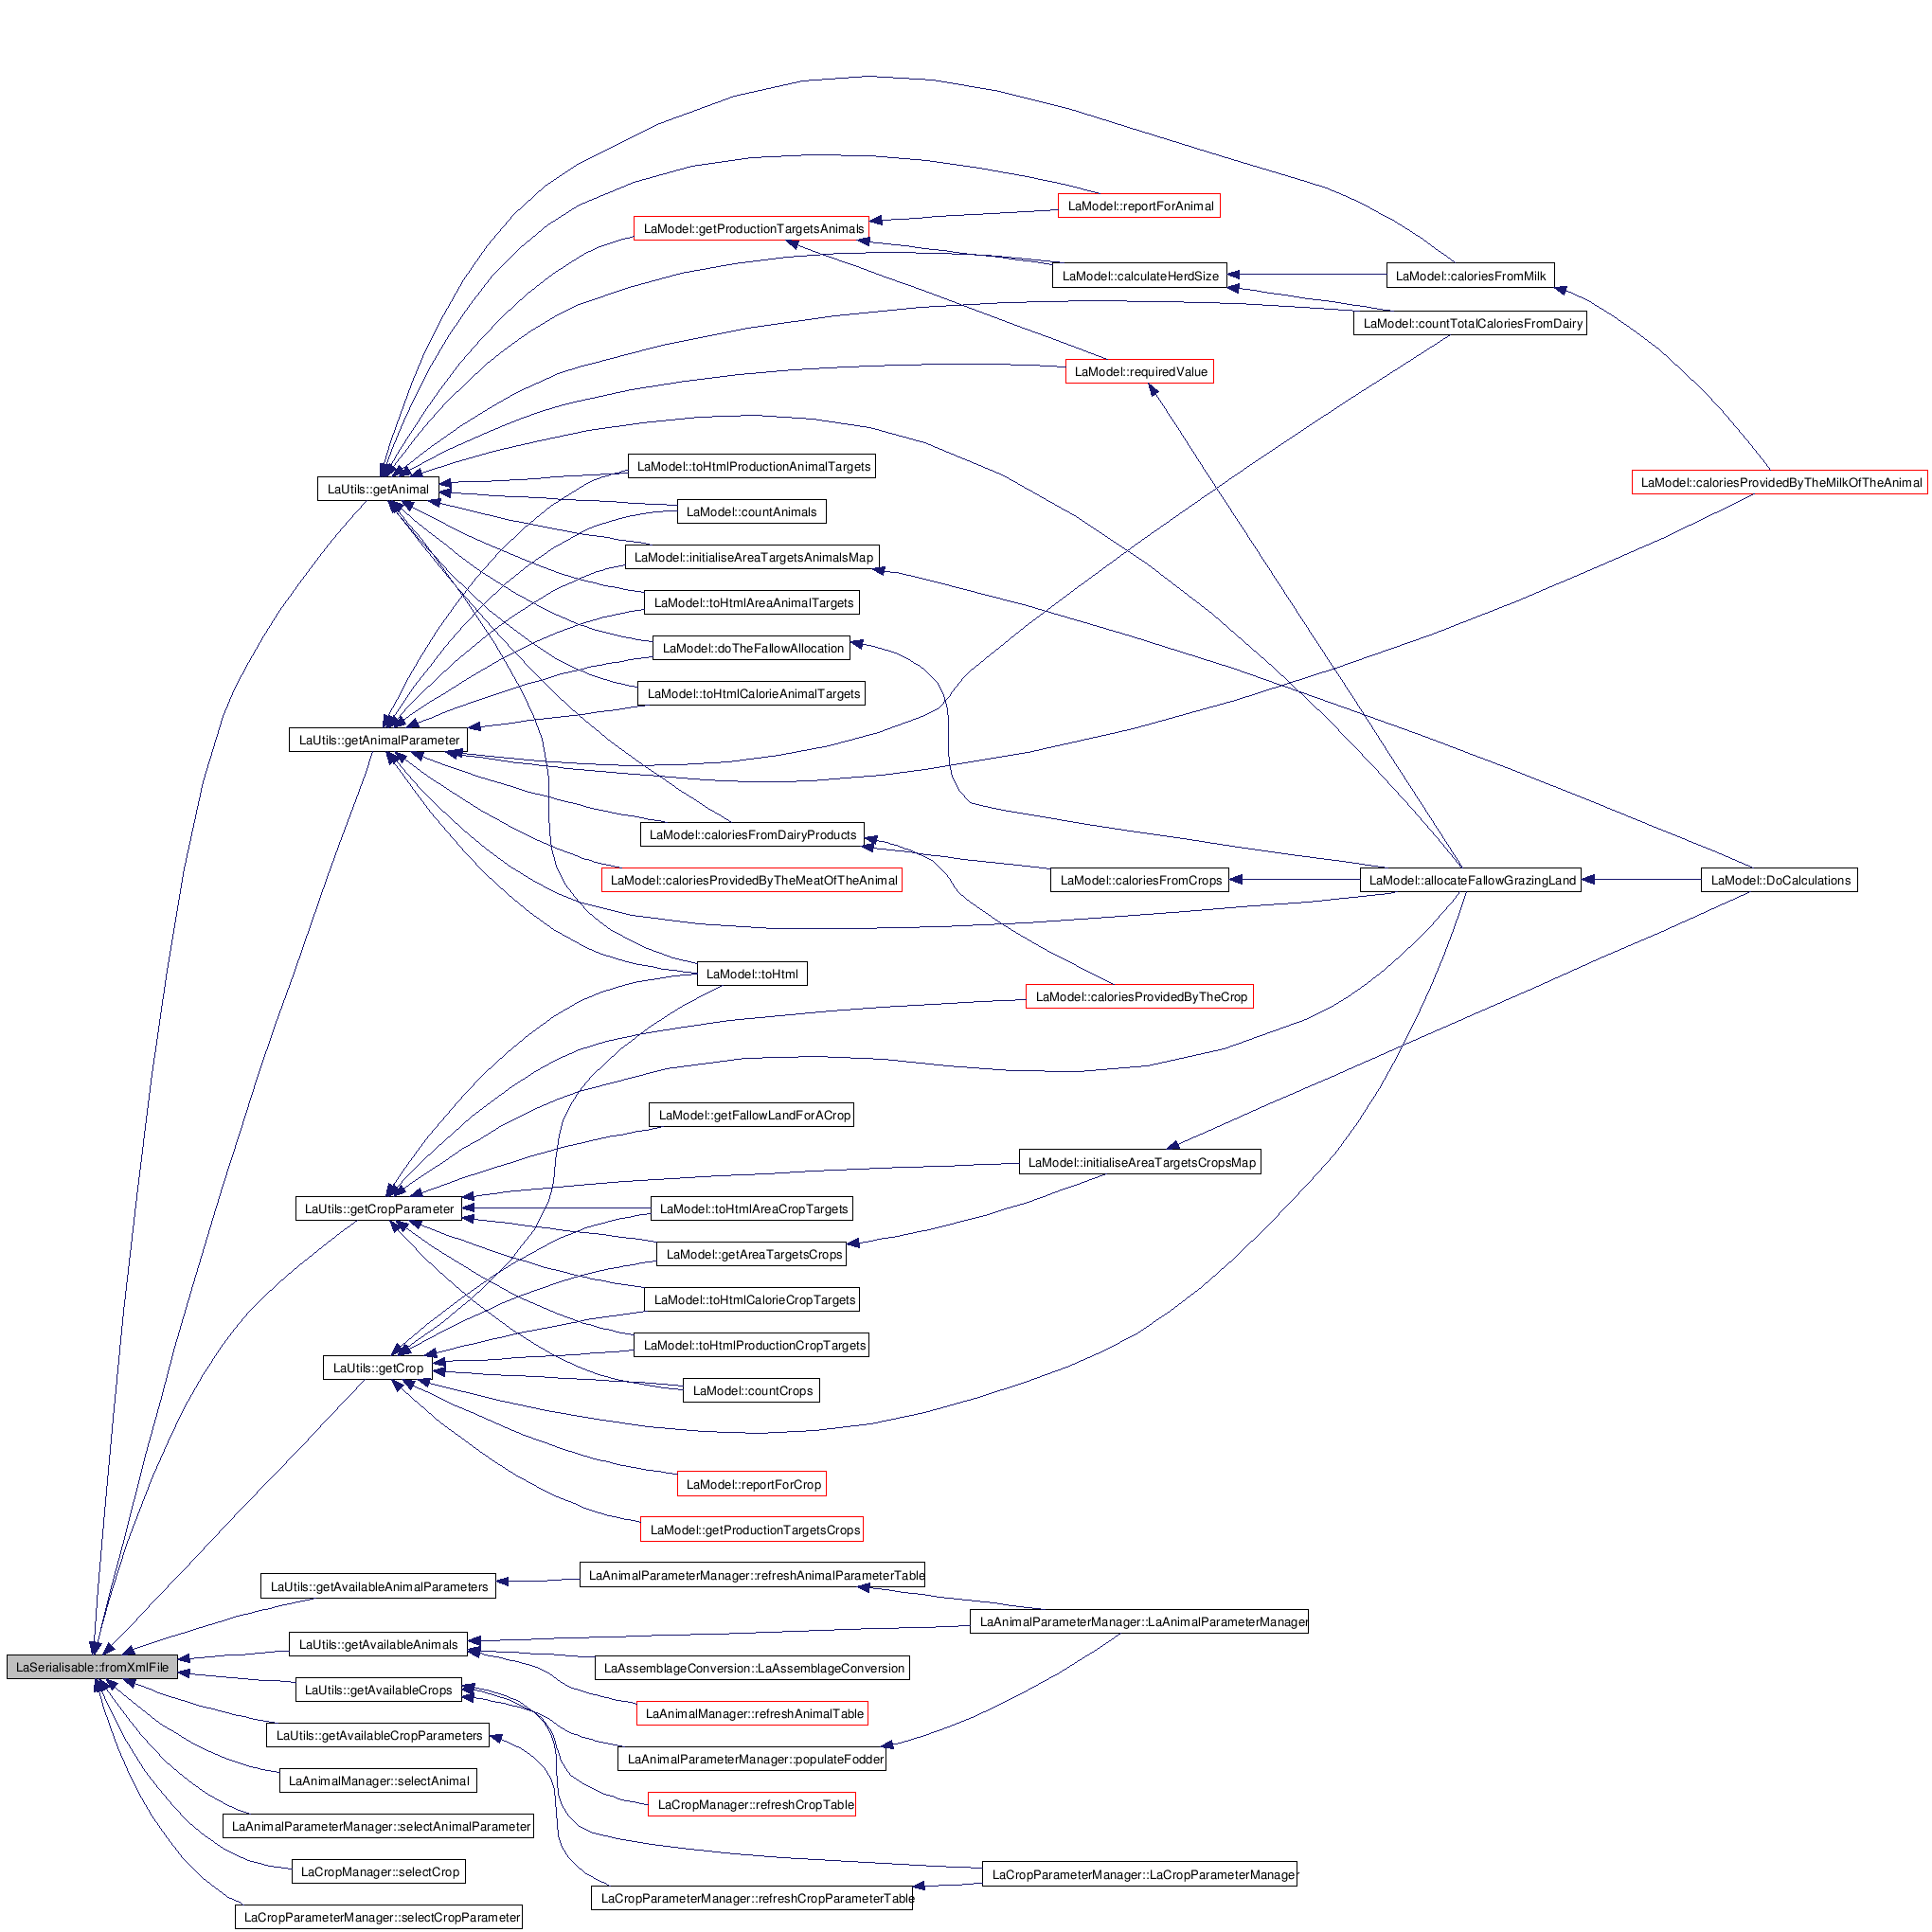 LaModel::reportForAnimal
LaModel::getProductionTargetsAnimals
LaModel::calculateHerdSize
LaModel::caloriesFromMilk
LaModel::countTotalCaloriesFromDairy
LaModel::requiredValue
LaModel::toHtmlProductionAnimalTargets
LaModel::caloriesProvidedByTheMilkOfTheAnimal
LaUtils::getAnimal
LaModel::countAnimals
LaModel::initialiseAreaTargetsAnimalsMap
LaModel::toHtmlAreaAnimalTargets
LaModel::doTheFallowAllocation
LaModel::toHtmlCalorieAnimalTargets
LaUtils::getAnimalParameter
LaModel::caloriesFromDairyProducts
LaModel::caloriesProvidedByTheMeatOfTheAnimal
LaModel::caloriesFromCrops
LaModel::allocateFallowGrazingLand
LaModel::DoCalculations
LaModel::toHtml
LaModel::caloriesProvidedByTheCrop
LaModel::getFallowLandForACrop
LaModel::initialiseAreaTargetsCropsMap
LaUtils::getCropParameter
LaModel::toHtmlAreaCropTargets
LaModel::getAreaTargetsCrops
LaModel::toHtmlCalorieCropTargets
LaModel::toHtmlProductionCropTargets
LaUtils::getCrop
LaModel::countCrops
LaModel::reportForCrop
LaModel::getProductionTargetsCrops
LaAnimalParameterManager::refreshAnimalParameterTable
LaUtils::getAvailableAnimalParameters
LaAnimalParameterManager::LaAnimalParameterManager
LaUtils::getAvailableAnimals
LaSerialisable::fromXmlFile
LaAssemblageConversion::LaAssemblageConversion
LaUtils::getAvailableCrops
LaAnimalManager::refreshAnimalTable
LaUtils::getAvailableCropParameters
LaAnimalParameterManager::populateFodder
LaAnimalManager::selectAnimal
LaCropManager::refreshCropTable
LaAnimalParameterManager::selectAnimalParameter
LaCropManager::selectCrop
LaCropParameterManager::LaCropParameterManager
LaCropParameterManager::refreshCropParameterTable
LaCropParameterManager::selectCropParameter